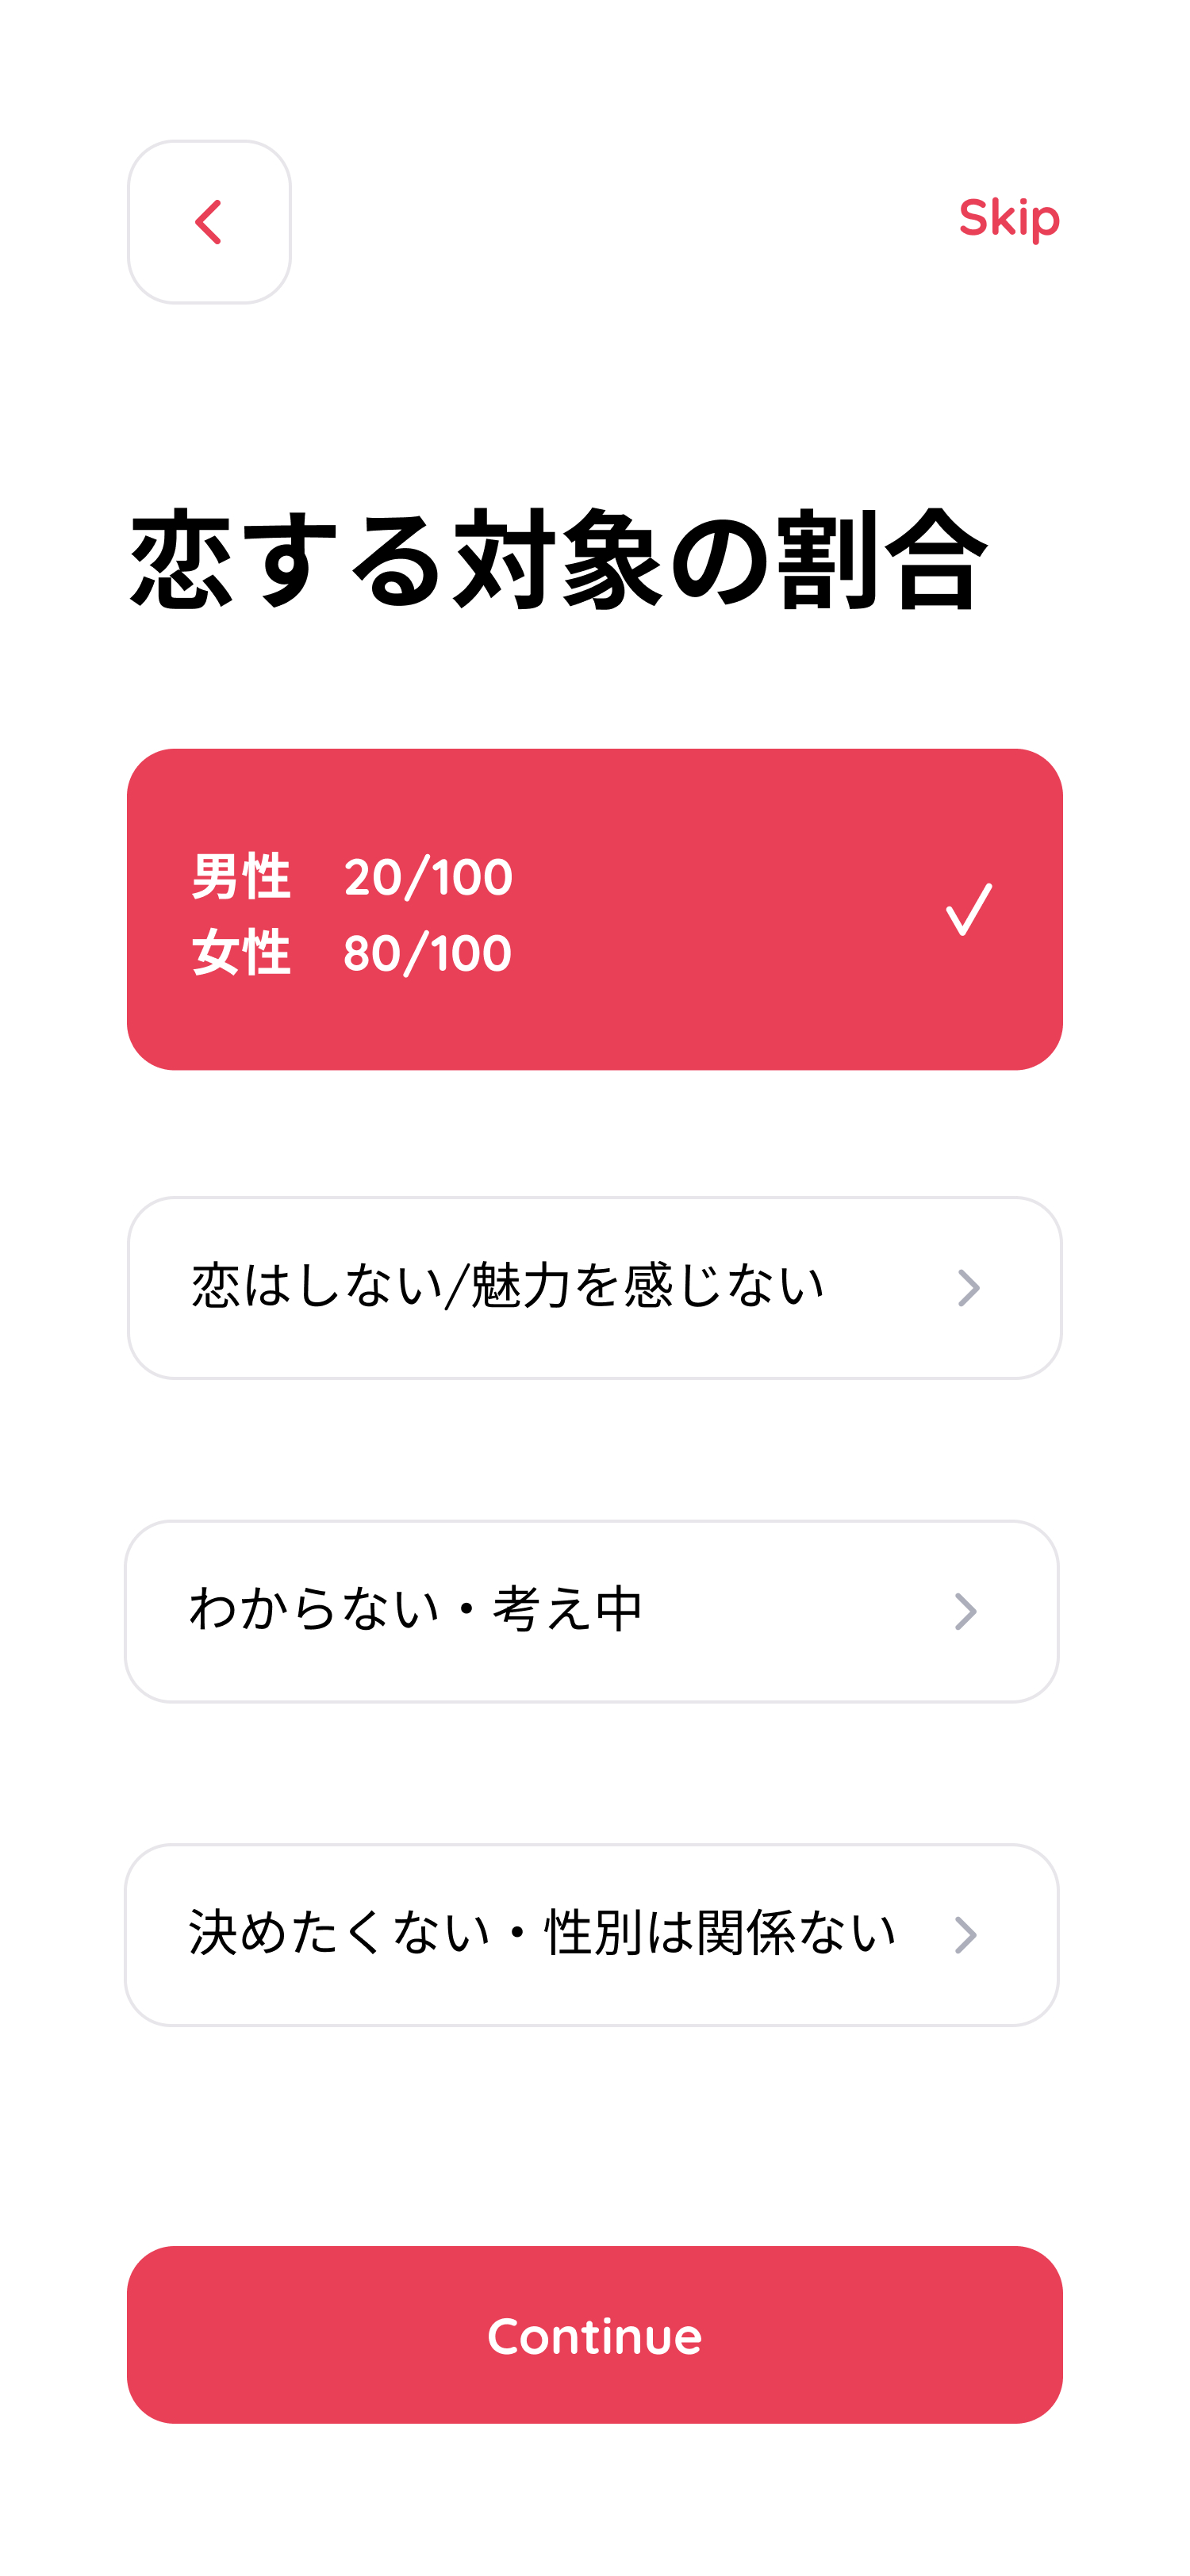 Skip
恋する対象の割合
男性　20/100
女性　80/100
恋はしない/魅力を感じない
わからない・考え中
決めたくない・性別は関係ない
Continue